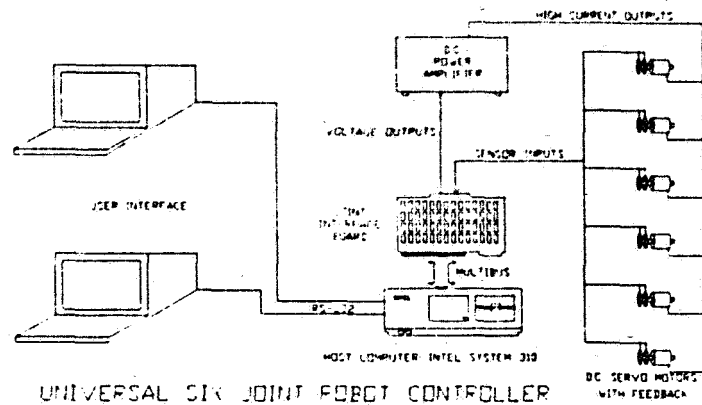 HIGH CURRENT OUTPUTS
D.C.
POWER
AMPLIFIER
VOLTAGE OUTPUTS
SENSOR INPUTS
USER INTERFACE
JOINT
INTERFACE
BOARD
MULTIBUS
RS-232
HOST COMPUTER INTEL SYSTEM 310
DC SERVO MOTORS
WITH FEEDBACK
UNIVERSAL SIX JOINT ROBOT CONTROLLER